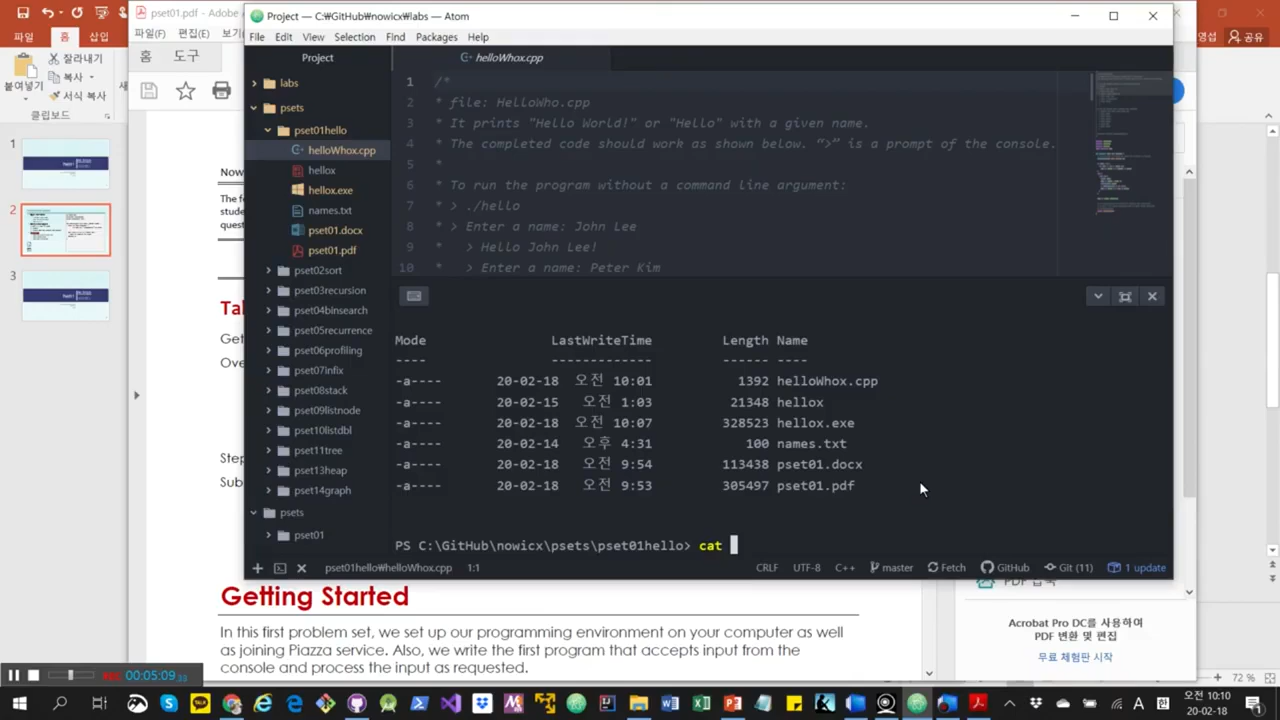 pset01.pdf
Project — C:₩GitHub₩nowicx₩labs — Atom
파일
홈
삽입
파일(F) 편집(E) 보기
File Edit View Selection Find Packages Help
공유
홈 도구
잘라내기
복사
서식 복사
붙여넣기
클립보드
Project
helloWhox.cpp
labs
psets
pset01hello
helloWhox.cpp
hellox
hellox.exe
names.txt
pset01.docx
pset01.pdf
pset02sort
pset03recursion
pset04binsearch
pset05recurrence
pset06profiling
pset07infix
pset08stack
pset09listnode
pset10listdbl
pset11tree
pset13heap
pset14graph
psets
pset01
1 /*
2 * file: HelloWho.cpp
3 * It prints "Hello World!" or "Hello" with a given name.
4 * The completed code should work as shown below. “>” is a prompt of the console.
5 *
6 * To run the program without a command line argument:
7 * > ./hello
8 * > Enter a name: John Lee
9 * > Hello John Lee!
10 * > Enter a name: Peter Kim
Mode LastWriteTime Length Name
---- ------------- ------ ----
-a---- 20-02-18 오전 10:01 1392 helloWhox.cpp
-a---- 20-02-15 오전 1:03 21348 hellox
-a---- 20-02-18 오전 10:07 328523 hellox.exe
-a---- 20-02-14 오후 4:31 100 names.txt
-a---- 20-02-18 오전 9:54 113438 pset01.docx
-a---- 20-02-18 오전 9:53 305497 pset01.pdf
PS C:\GitHub\nowicx\psets\pset01hello> cat
pset01hello₩helloWhox.cpp 1:1 CRLF UTF-8 C++ master Fetch GitHub Git (11) 1 update
1
2
3
Now
The f
stude
quest
Ta
Get
Ove
Step
Sub
Getting Started
In this first problem set, we set up our programming environment on your computer as well
as joining Piazza service. Also, we write the first program that accepts input from the
console and process the input as requested.
Acrobat Pro DC를 사용하여
PDF 변환 및 편집
무료 체험판 시작
00:05:09
72 %
오전 10:10
20-02-18